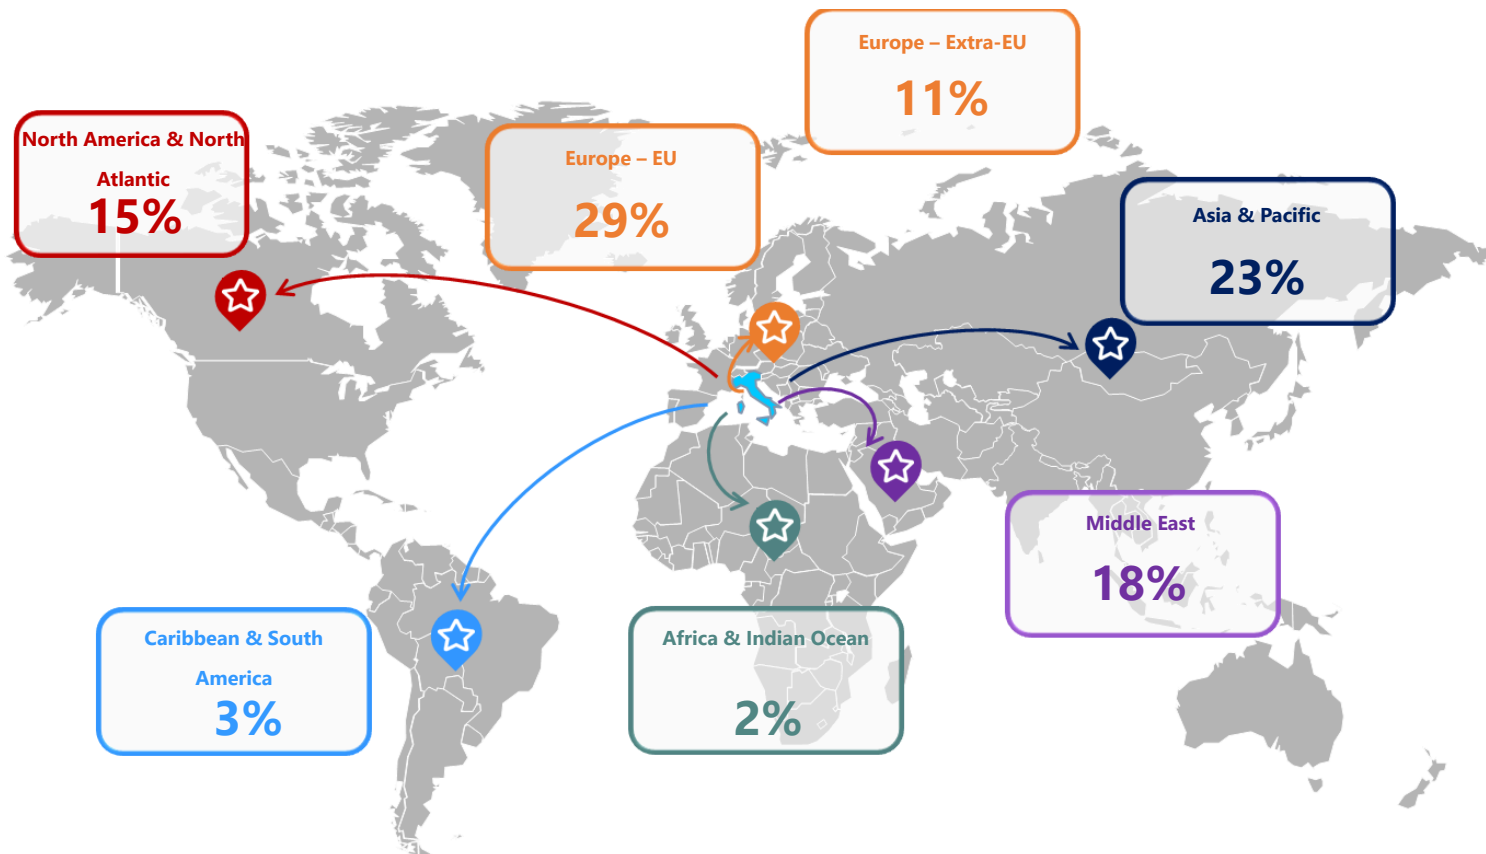 Europe – Extra-EU
11%
North America & North
Atlantic
15%
Europe – EU
29%
Asia & Pacific
23%
Middle East
18%
Caribbean & South
America
3%
Africa & Indian Ocean
2%